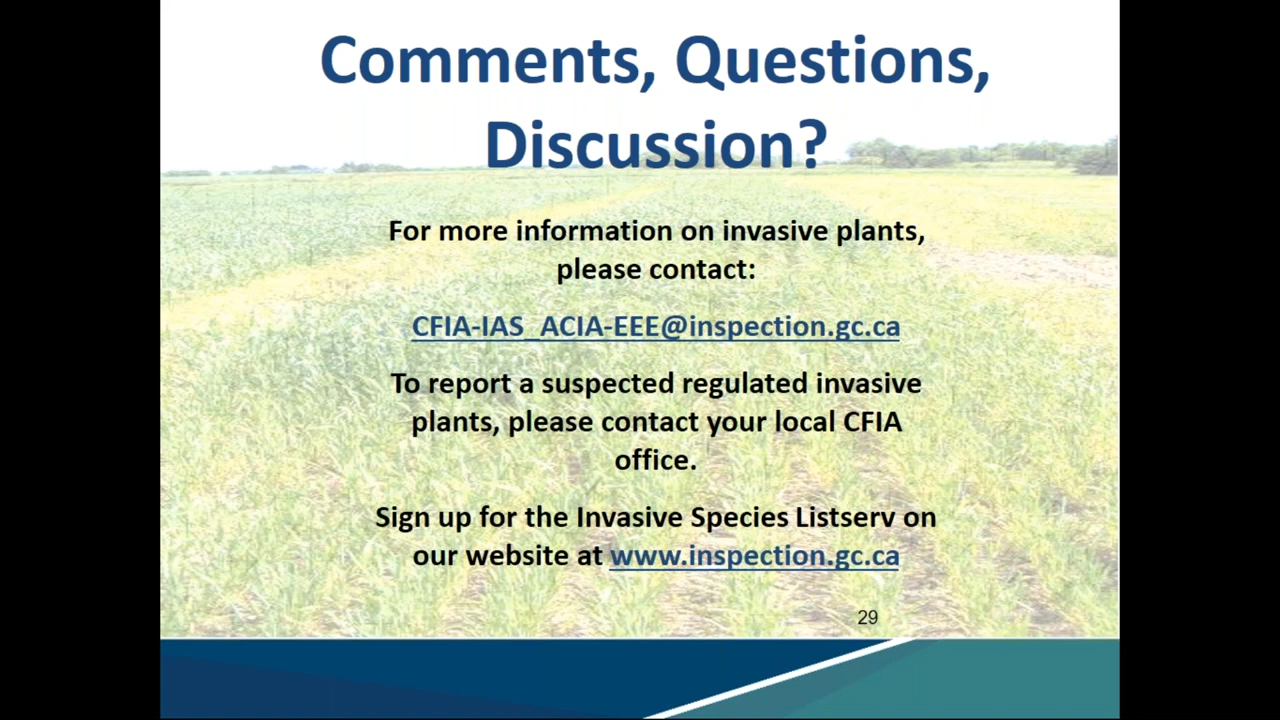 Comments, Questions,
Discussion?
For more information on invasive plants,
please contact:
CFIA-IAS_ACIA-EEE@inspection.gc.ca
To report a suspected regulated invasive
plants, please contact your local CFIA
office.
Sign up for the Invasive Species Listserv on
our website at www.inspection.gc.ca
29